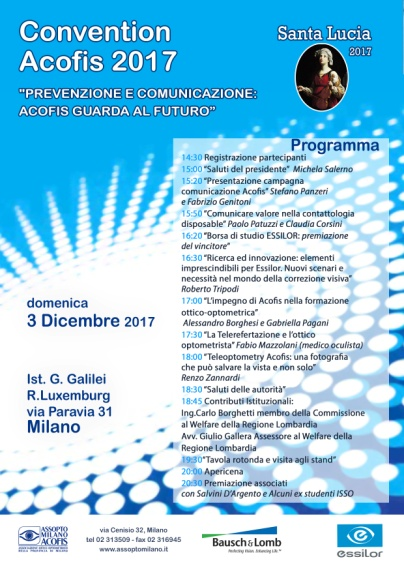 Convention
Acofis 2017
"PREVENZIONE E COMUNICAZIONE:
ACOFIS GUARDA AL FUTURO”
Santa Lucia
2017
Programma
14:30 Registrazione partecipanti
15:00 “Saluti del presidente” Michela Salerno
15:20 “Presentazione campagna
comunicazione Acofis” Stefano Panzeri
e Fabrizio Genitoni
15:50 “Comunicare valore nella contattologia
disposable” Paolo Patuzzi e Claudia Corsini
16:20 “Borsa di studio ESSILOR: premiazione
del vincitore”
16:30 “Ricerca ed innovazione: elementi
imprescindibili per Essilor. Nuovi scenari e
necessità nel mondo della correzione visiva”
Roberto Tripodi
17:00 “L’impegno di Acofis nella formazione
ottico-optometrica”
Alessandro Borghesi e Gabriella Pagani
17:30 “La Telerefertazione e l’ottico
optometrista” Fabio Mazzolani (medico oculista)
18:00 “Teleoptometry Acofis: una fotografia
che può salvare la vista e non solo”
Renzo Zannardi
18:30 “Saluti delle autorità”
18:45 Contributi Istituzionali:
Ing.Carlo Borghetti membro della Commissione
al Welfare della Regione Lombardia
Avv. Giulio Gallera Assessore al Welfare della
Regione Lombardia
19:30 “Tavola rotonda e visita agli stand”
20:00 Apericena
20:30 Premiazione associati
con Salvini D’Argento e Alcuni ex studenti ISSO
domenica
3 Dicembre 2017
Ist. G. Galilei
R.Luxemburg
via Paravia 31
Milano
ASSOPTO
MILANO
ACOFIS
via Cenisio 32, Milano
tel 02 313509 - fax 02 316945
www.assoptomilano.it
Bausch & Lomb
Perfecting Vision. Enhancing Life.™
essilor